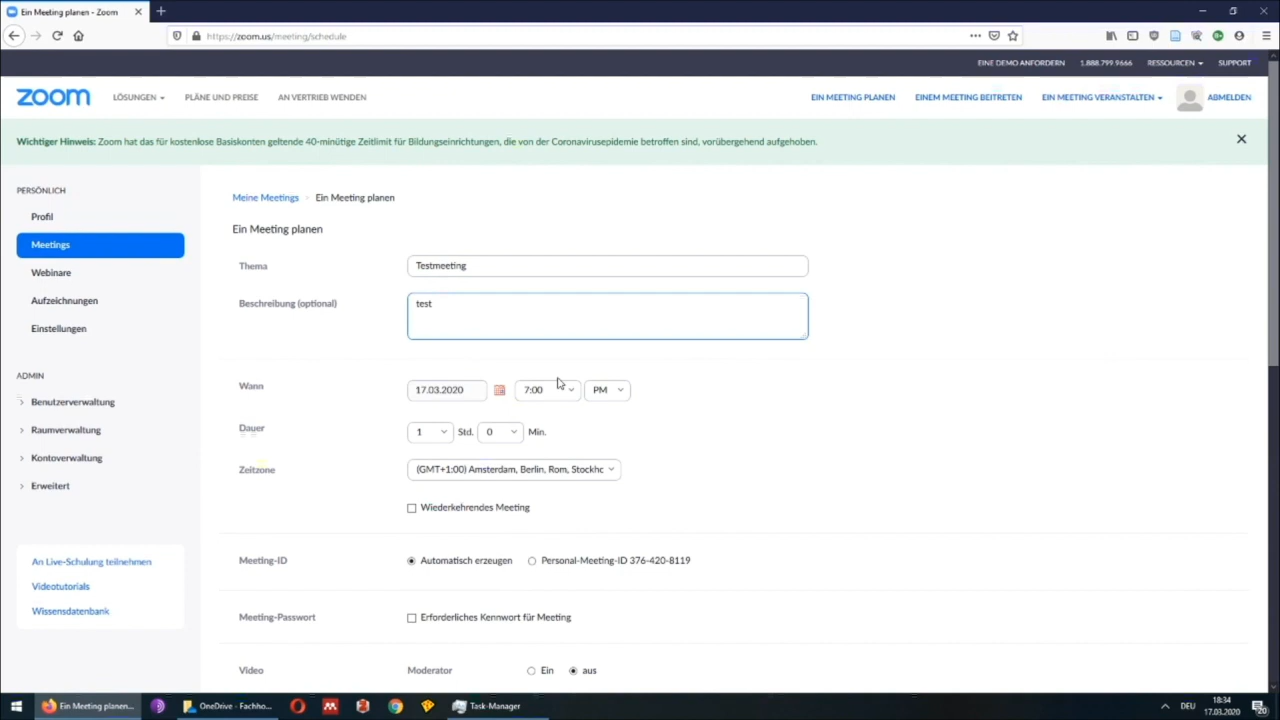 Ein Meeting planen - Zoom
https://zoom.us/meeting/schedule
EINE DEMO ANFORDERN 1.888.799.9666 RESSOURCEN SUPPORT
zoom LÖSUNGEN PLÄNE UND PREISE AN VERTRIEB WENDEN EIN MEETING PLANEN EINEM MEETING BEITRETEN EIN MEETING VERANSTALTEN ABMELDEN
Wichtiger Hinweis: Zoom hat das für kostenlose Basiskonten geltende 40-minütige Zeitlimit für Bildungseinrichtungen, die von der Coronavirusepidemie betroffen sind, vorübergehend aufgehoben.
PERSÖNLICH
Profil
Meetings
Webinare
Aufzeichnungen
Einstellungen
ADMIN
Benutzerverwaltung
Raumverwaltung
Kontoverwaltung
Erweitert
An Live-Schulung teilnehmen
Videotutorials
Wissensdatenbank
Meine Meetings › Ein Meeting planen
Ein Meeting planen
Thema Testmeeting
Beschreibung (optional) test
Wann 17.03.2020 7:00 PM
Dauer 1 Std. 0 Min.
Zeitzone (GMT+1:00) Amsterdam, Berlin, Rom, Stockhc
Wiederkehrendes Meeting
Meeting-ID Automatisch erzeugen Personal-Meeting-ID 376-420-8119
Meeting-Passwort Erforderliches Kennwort für Meeting
Video Moderator Ein aus
Ein Meeting planen... OneDrive - Fachho... Task-Manager DEU 18:34
17.03.2020 20